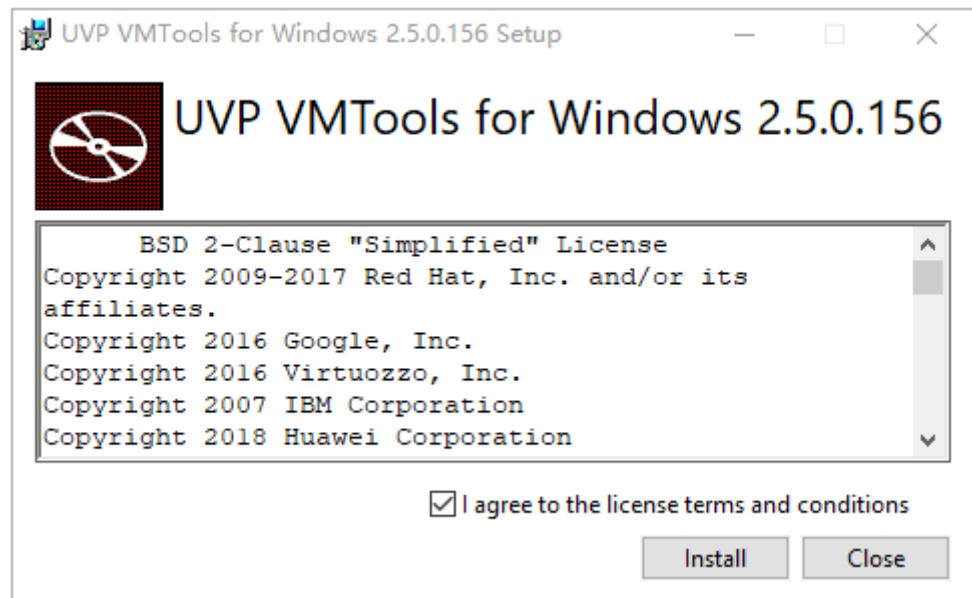 UVP VMTools for Windows 2.5.0.156 Setup
UVP VMTools for Windows 2.5.0.156
BSD 2-Clause "Simplified" License
Copyright 2009-2017 Red Hat, Inc. and/or its
affiliates.
Copyright 2016 Google, Inc.
Copyright 2016 Virtuozzo, Inc.
Copyright 2007 IBM Corporation
Copyright 2018 Huawei Corporation
I agree to the license terms and conditions
Install Close